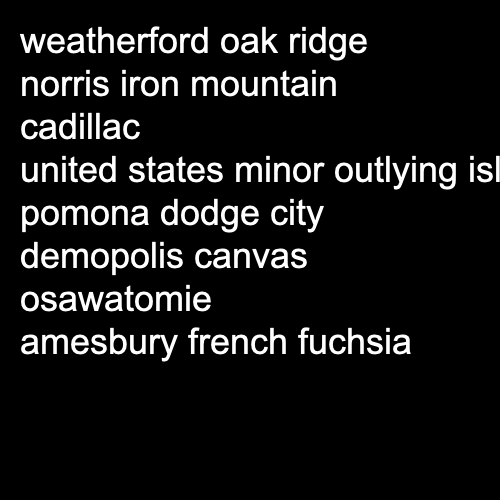 weatherford oak ridge
norris iron mountain
cadillac
united states minor outlying
pomona dodge city
demopolis canvas
osawatomie
amesbury french fuchsia